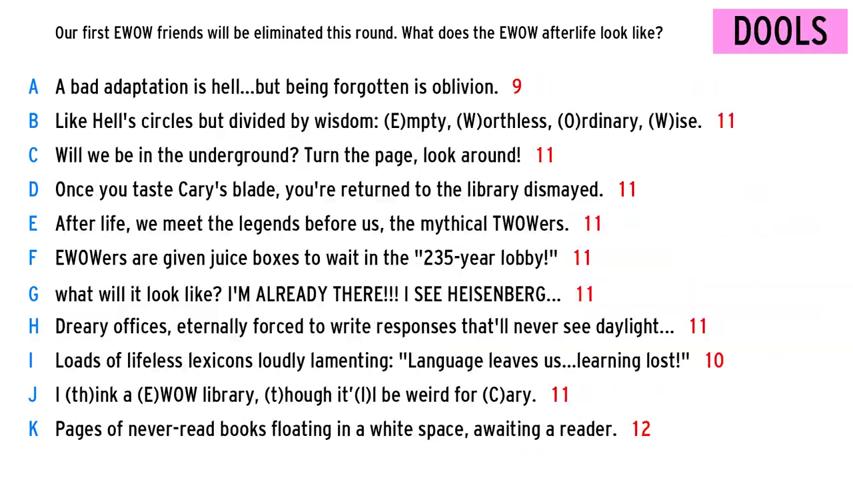 Our first EWOW friends will be eliminated this round. What does the EWOW afterlife look like?
DOOLS
A A bad adaptation is hell...but being forgotten is oblivion. 9
B Like Hell's circles but divided by wisdom: (E)mpty, (W)orthless, (O)rdinary, (W)ise. 11
C Will we be in the underground? Turn the page, look around! 11
D Once you taste Cary's blade, you're returned to the library dismayed. 11
E After life, we meet the legends before us, the mythical TWOWers. 11
F EWOWers are given juice boxes to wait in the "235-year lobby!" 11
G what will it look like? I'M ALREADY THERE!!! I SEE HEISENBERG... 11
H Dreary offices, eternally forced to write responses that'll never see daylight... 11
I Loads of lifeless lexicons loudly lamenting: "Language leaves us...learning lost!" 10
J I (th)ink a (E)WOW library, (t)hough it'(l)l be weird for (C)ary. 11
K Pages of never-read books floating in a white space, awaiting a reader. 12